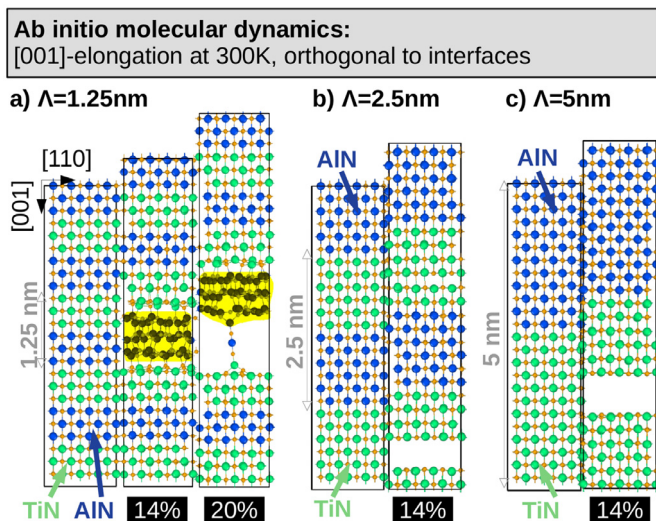 Ab initio molecular dynamics:
[001]-elongation at 300K, orthogonal to interfaces
a) Λ=1.25nm
b) Λ=2.5nm
c) Λ=5nm
[110]
[001]
1.25 nm
TiN
AlN
14%
20%
AlN
2.5 nm
TiN
14%
AlN
5 nm
TiN
14%